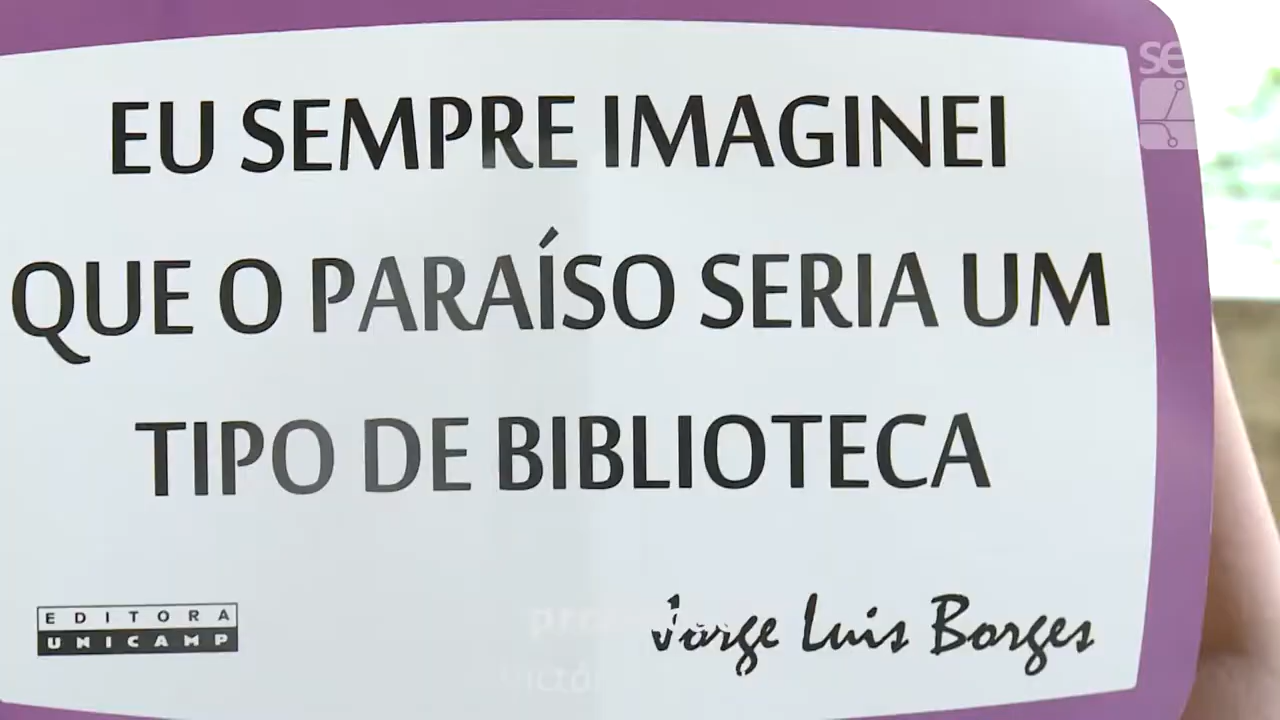 EU SEMPRE IMAGINEI
QUE O PARAÍSO SERIA UM
TIPO DE BIBLIOTECA
EDITORA
UNICAMP
Jorge Luis Borges